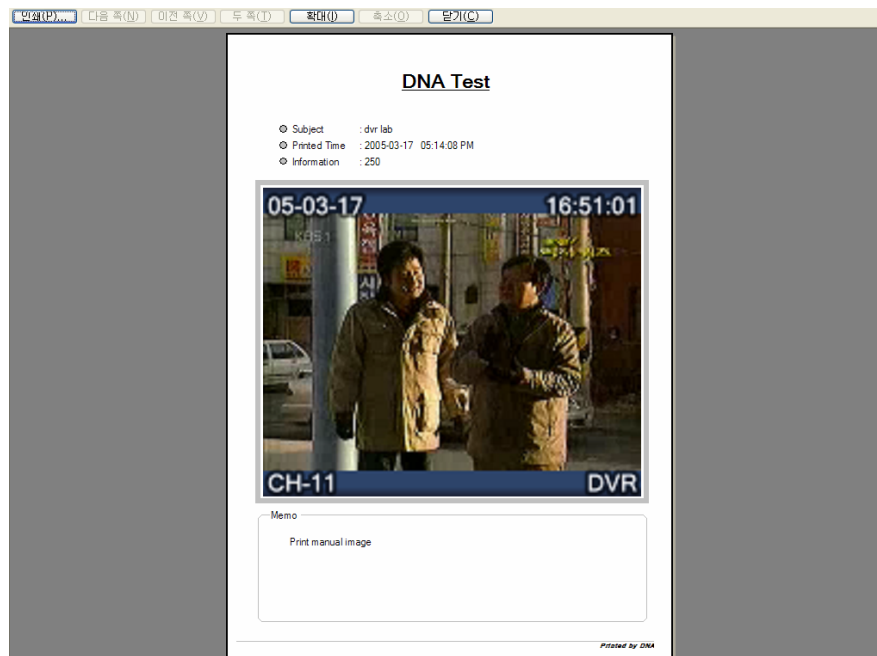 인쇄(P)... 다음 쪽(N) 이전 쪽(V) 두 쪽(T) 확대(I) 축소(O) 닫기(C)
DNA Test
Subject : dvr lab
Printed Time : 2005-03-17 05:14:08 PM
Information : 250
05-03-17 16:51:01
KBS 1
CH-11 DVR
Memo
Print manual image
Printed by DNA